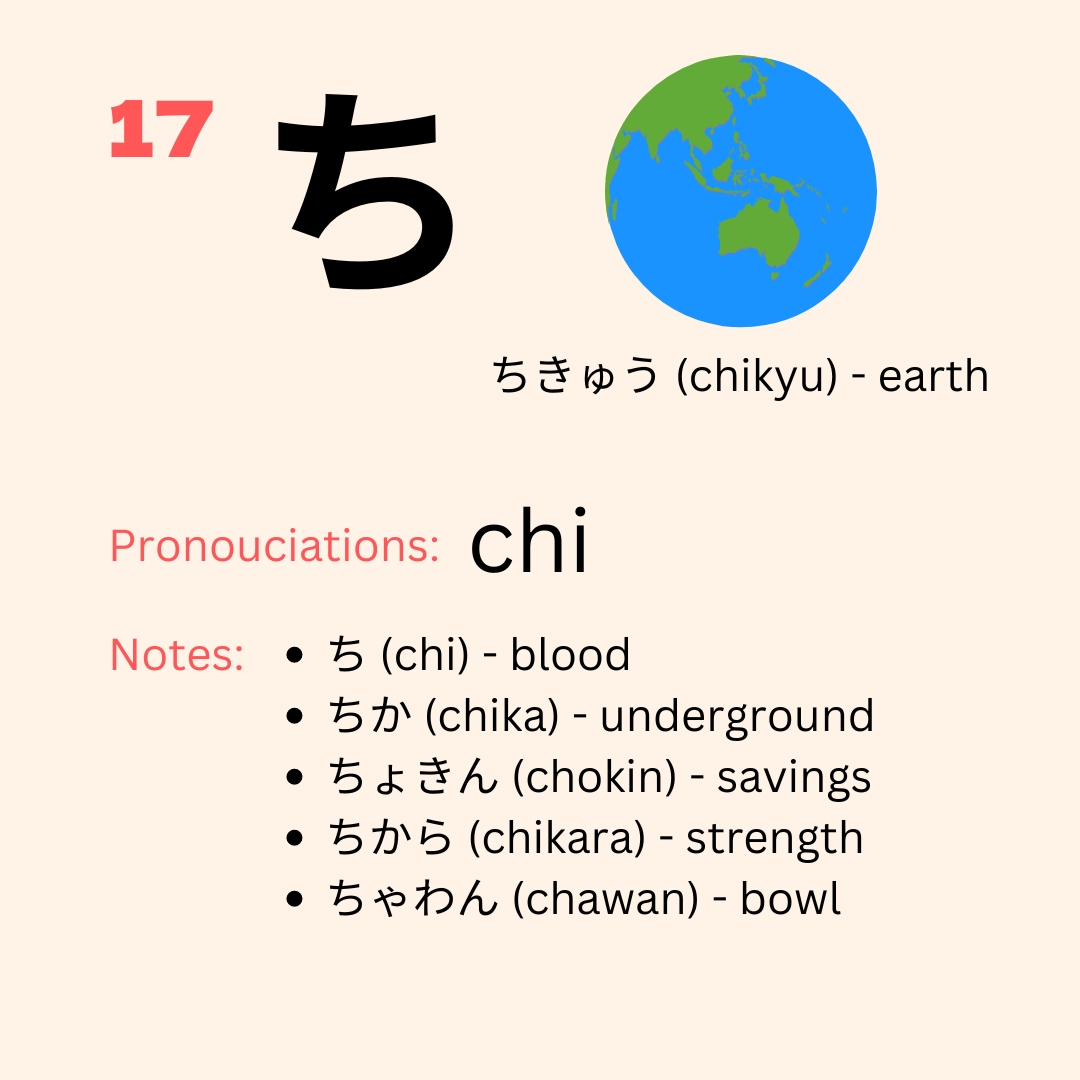 17 ち
ちきゅう (chikyu) - earth
Pronouciations: chi
Notes:
• ち (chi) - blood
• ちか (chika) - underground
• ちょきん (chokin) - savings
• ちから (chikara) - strength
• ちゃわん (chawan) - bowl